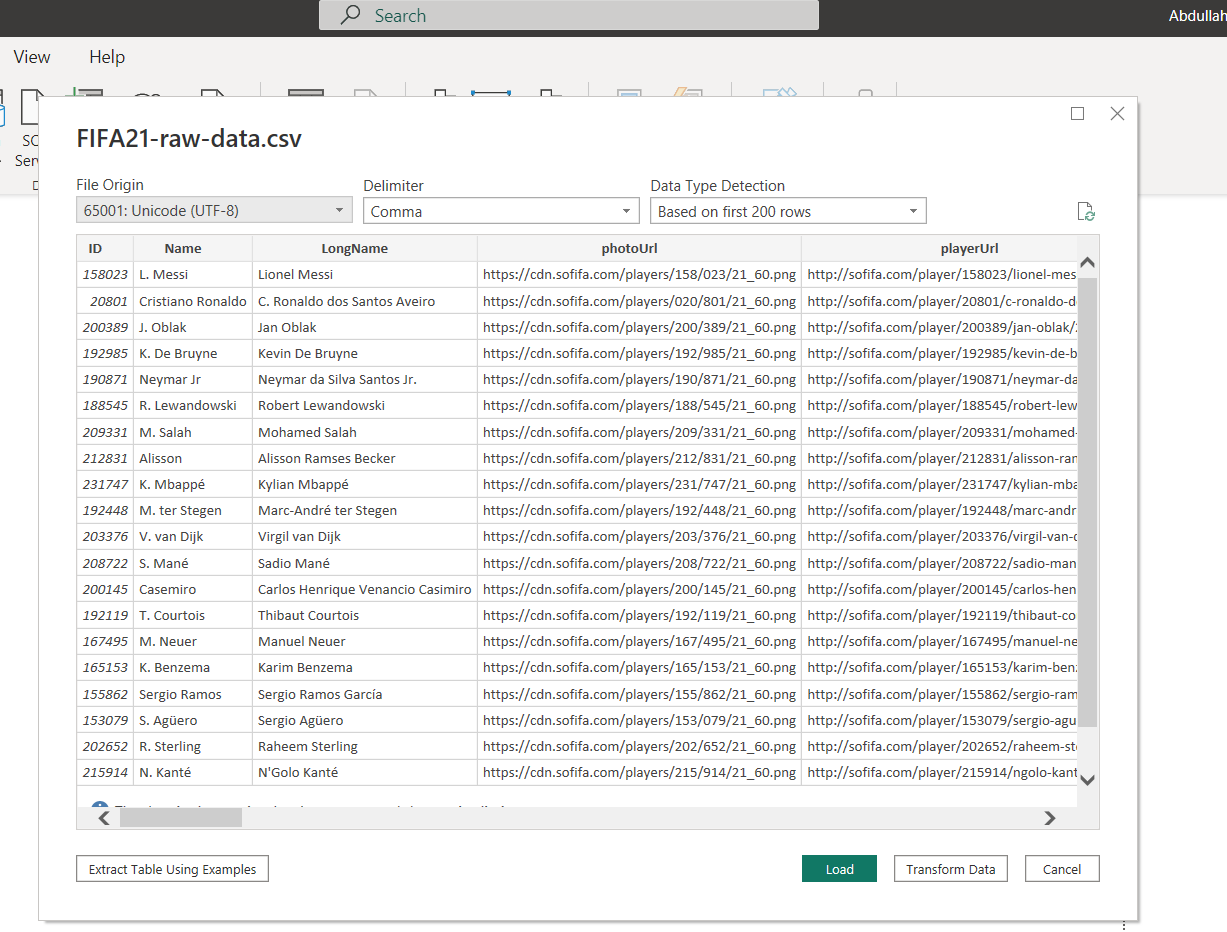 Search
Abdullah
View Help
SQ
Serv
FIFA21-raw-data.csv
File Origin Delimiter Data Type Detection
65001: Unicode (UTF-8) Comma Based on first 200 rows
ID Name LongName photoUrl playerUrl
158023 L. Messi Lionel Messi https://cdn.sofifa.com/players/158/023/21_60.png http://sofifa.com/player/158023/lionel-mes
20801 Cristiano Ronaldo C. Ronaldo dos Santos Aveiro https://cdn.sofifa.com/players/020/801/21_60.png http://sofifa.com/player/20801/c-ronaldo-d
200389 J. Oblak Jan Oblak https://cdn.sofifa.com/players/200/389/21_60.png http://sofifa.com/player/200389/jan-oblak/
192985 K. De Bruyne Kevin De Bruyne https://cdn.sofifa.com/players/192/985/21_60.png http://sofifa.com/player/192985/kevin-de-b
190871 Neymar Jr Neymar da Silva Santos Jr. https://cdn.sofifa.com/players/190/871/21_60.png http://sofifa.com/player/190871/neymar-da
188545 R. Lewandowski Robert Lewandowski https://cdn.sofifa.com/players/188/545/21_60.png http://sofifa.com/player/188545/robert-lew
209331 M. Salah Mohamed Salah https://cdn.sofifa.com/players/209/331/21_60.png http://sofifa.com/player/209331/mohamed-
212831 Alisson Alisson Ramses Becker https://cdn.sofifa.com/players/212/831/21_60.png http://sofifa.com/player/212831/alisson-ran
231747 K. Mbappé Kylian Mbappé https://cdn.sofifa.com/players/231/747/21_60.png http://sofifa.com/player/231747/kylian-mba
192448 M. ter Stegen Marc-André ter Stegen https://cdn.sofifa.com/players/192/448/21_60.png http://sofifa.com/player/192448/marc-andr
203376 V. van Dijk Virgil van Dijk https://cdn.sofifa.com/players/203/376/21_60.png http://sofifa.com/player/203376/virgil-van-d
208722 S. Mané Sadio Mané https://cdn.sofifa.com/players/208/722/21_60.png http://sofifa.com/player/208722/sadio-man
200145 Casemiro Carlos Henrique Venancio Casimiro https://cdn.sofifa.com/players/200/145/21_60.png http://sofifa.com/player/200145/carlos-hen
192119 T. Courtois Thibaut Courtois https://cdn.sofifa.com/players/192/119/21_60.png http://sofifa.com/player/192119/thibaut-co
167495 M. Neuer Manuel Neuer https://cdn.sofifa.com/players/167/495/21_60.png http://sofifa.com/player/167495/manuel-ne
165153 K. Benzema Karim Benzema https://cdn.sofifa.com/players/165/153/21_60.png http://sofifa.com/player/165153/karim-ben
155862 Sergio Ramos Sergio Ramos García https://cdn.sofifa.com/players/155/862/21_60.png http://sofifa.com/player/155862/sergio-ram
153079 S. Agüero Sergio Agüero https://cdn.sofifa.com/players/153/079/21_60.png http://sofifa.com/player/153079/sergio-agu
202652 R. Sterling Raheem Sterling https://cdn.sofifa.com/players/202/652/21_60.png http://sofifa.com/player/202652/raheem-st
215914 N. Kanté N'Golo Kanté https://cdn.sofifa.com/players/215/914/21_60.png http://sofifa.com/player/215914/ngolo-kant
Extract Table Using Examples Load Transform Data Cancel